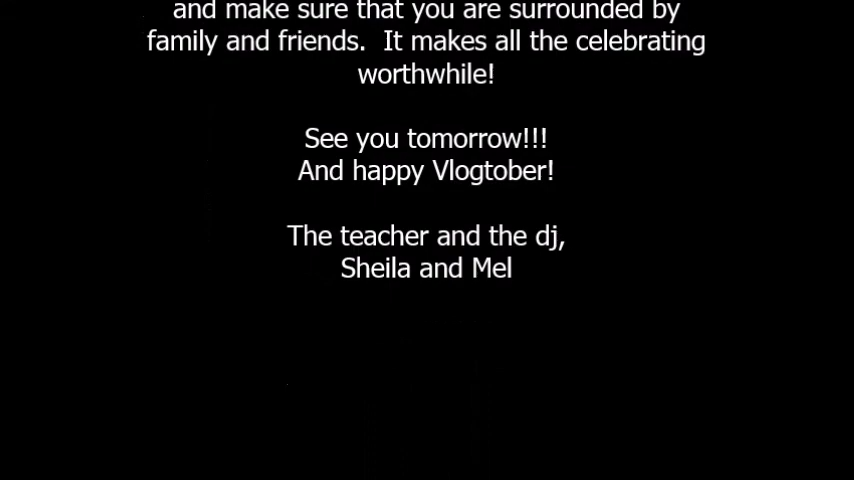 and make sure that you are surrounded by
family and friends.  It makes all the celebrating
worthwhile!
See you tomorrow!!!
And happy Vlogtober!
The teacher and the dj,
Sheila and Mel